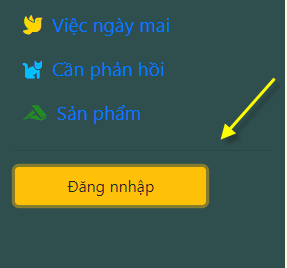 Việc ngày mai
Cần phản hồi
Sản phẩm
Đăng nnhập